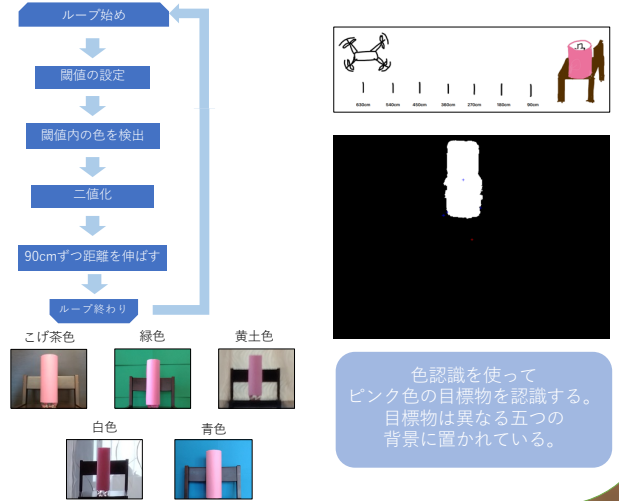 ループ始め
閾値の設定
閾値内の色を検出
二値化
90cmずつ距離を伸ばす
ループ終わり
こげ茶色
緑色
黄土色
白色
青色
630cm 540cm 450cm 360cm 270cm 180cm 90cm
色認識を使って
ピンク色の目標物を認識する。
目標物は異なる五つの
背景に置かれている。